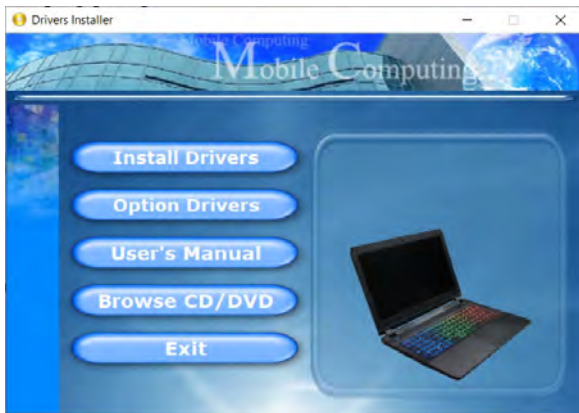 Drivers Installer
Mobile Computing
Mobile Computing
Install Drivers
Option Drivers
User's Manual
Browse CD/DVD
Exit